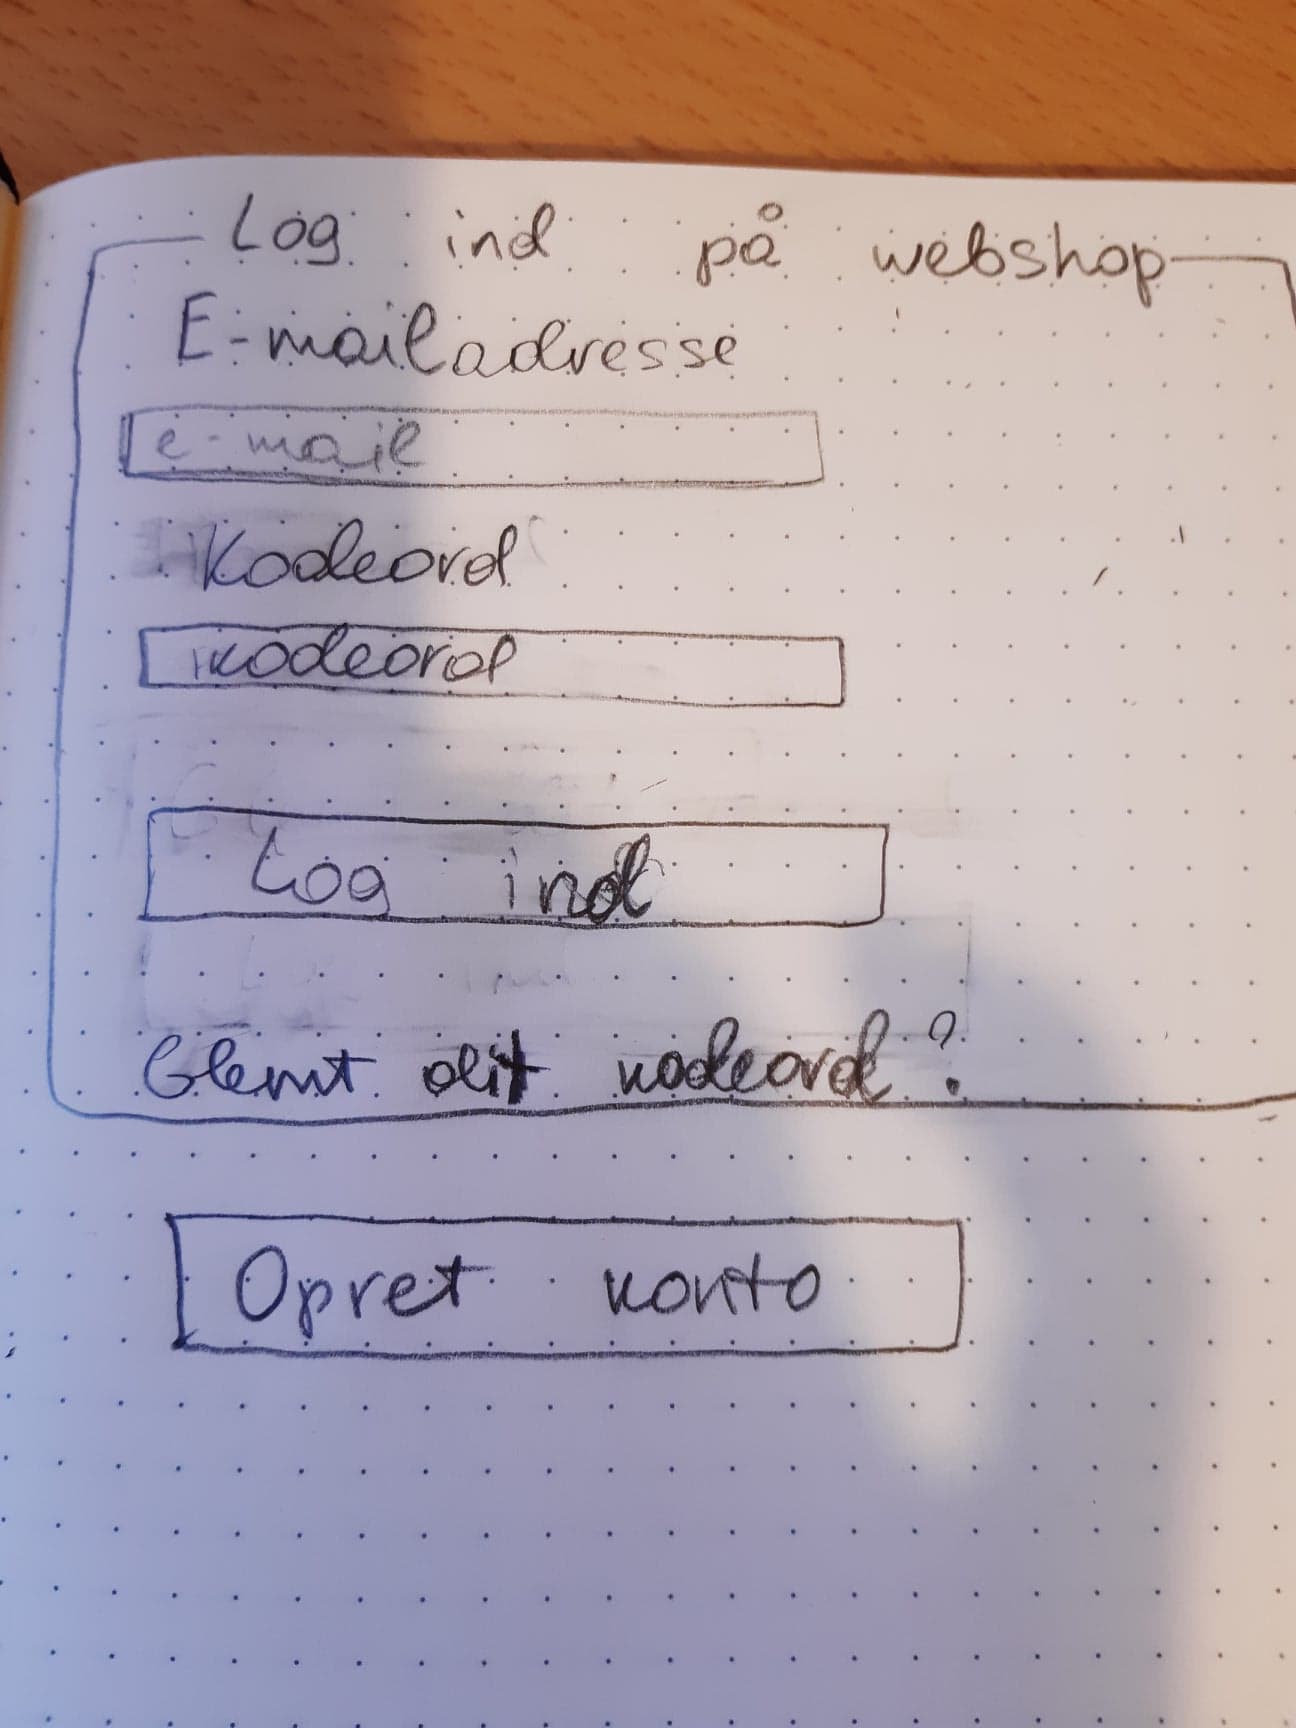 Log ind på webshop
E-mailadresse
e-mail
Kodeord
kodeord
Log ind
Glemt dit kodeord?
Opret konto